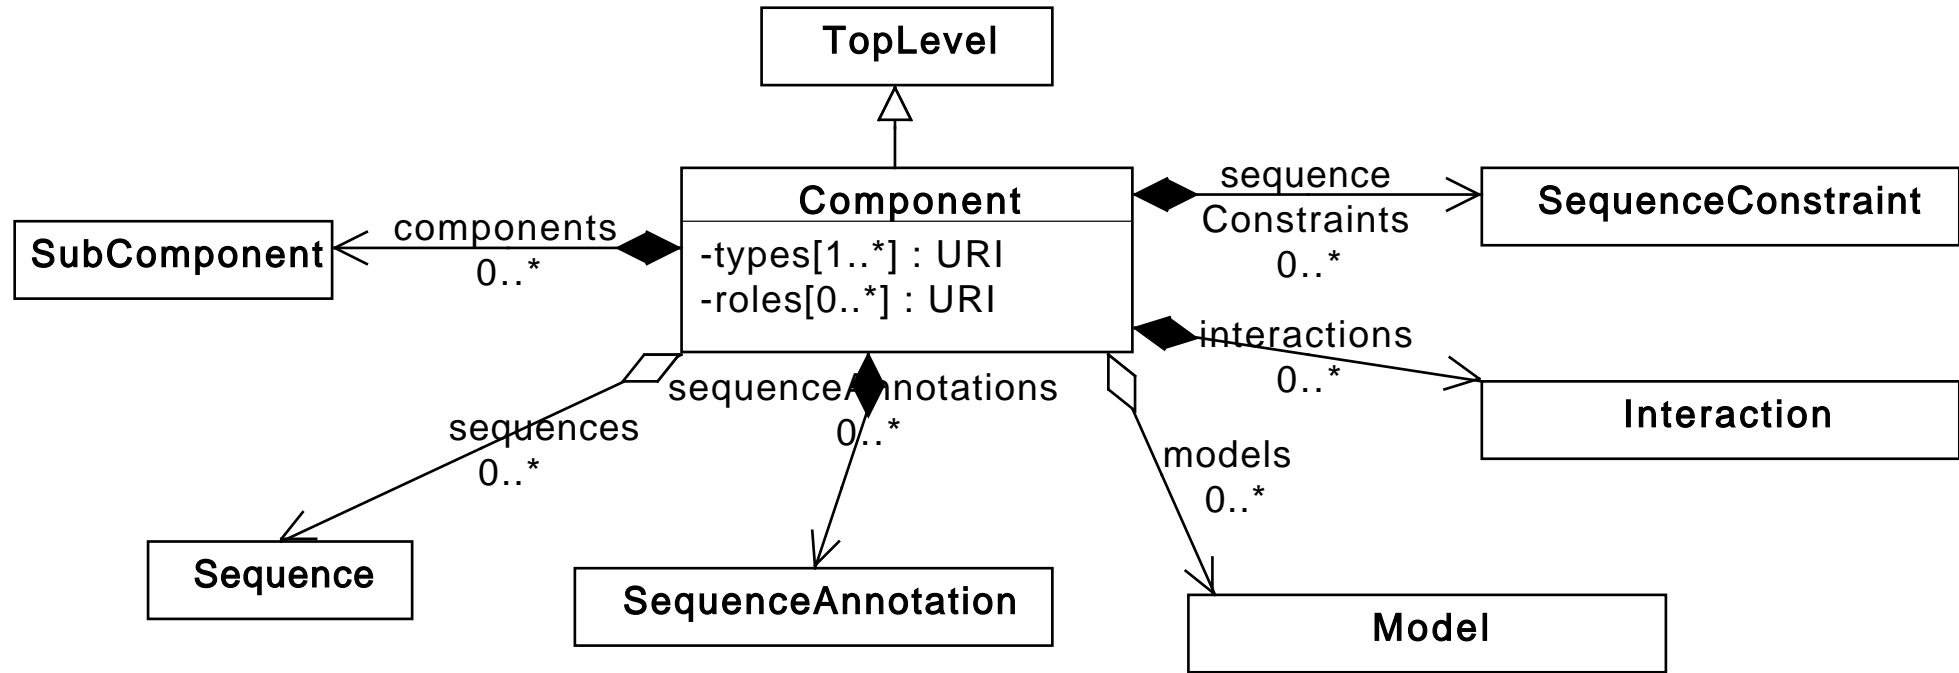 TopLevel
Component
-types[1..*] : URI
-roles[0..*] : URI
components
0..*
SubComponent
sequence
Constraints
0..*
SequenceConstraint
interactions
0..*
Interaction
sequences
0..*
Sequence
sequenceAnnotations
0..*
SequenceAnnotation
models
0..*
Model